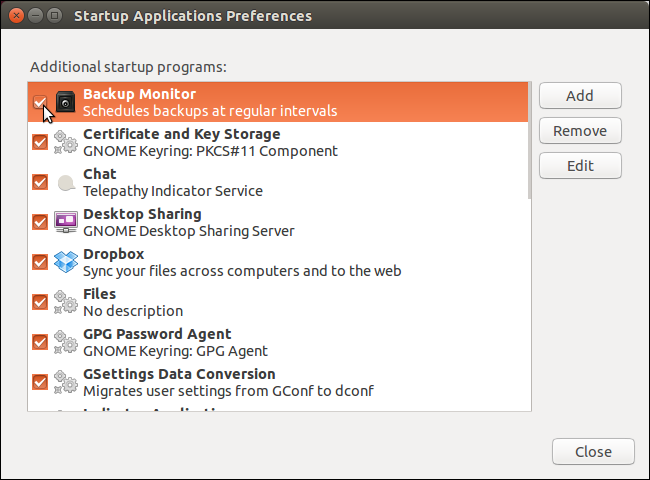 Startup Applications Preferences
Additional startup programs:
Backup Monitor
Schedules backups at regular intervals
Certificate and Key Storage
GNOME Keyring: PKCS#11 Component
Chat
Telepathy Indicator Service
Desktop Sharing
GNOME Desktop Sharing Server
Dropbox
Sync your files across computers and to the web
Files
No description
GPG Password Agent
GNOME Keyring: GPG Agent
GSettings Data Conversion
Migrates user settings from GConf to dconf
Add
Remove
Edit
Close